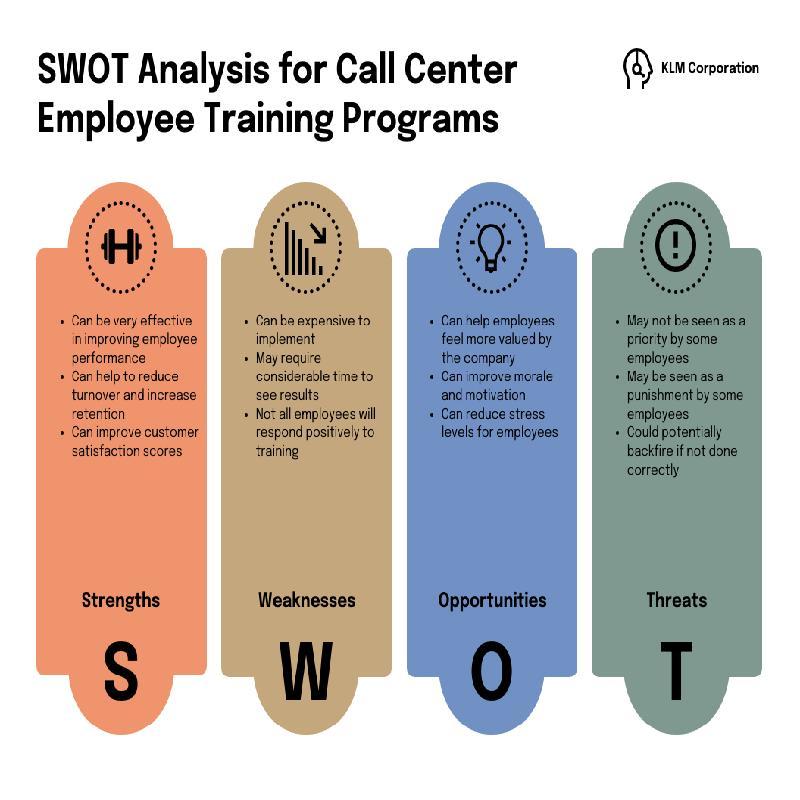 SWOT Analysis for Call Center
Employee Training Programs
KLM Corporation
• Can be very effective
in improving employee
performance
• Can help to reduce
turnover and increase
retention
• Can improve customer
satisfaction scores
Strengths
S
• Can be expensive to
implement
• May require
considerable time to
see results
• Not all employees will
respond positively to
training
Weaknesses
W
• Can help employees
feel more valued by
the company
• Can improve morale
and motivation
• Can reduce stress
levels for employees
Opportunities
O
• May not be seen as a
priority by some
employees
• May be seen as a
punishment by some
employees
• Could potentially
backfire if not done
correctly
Threats
T